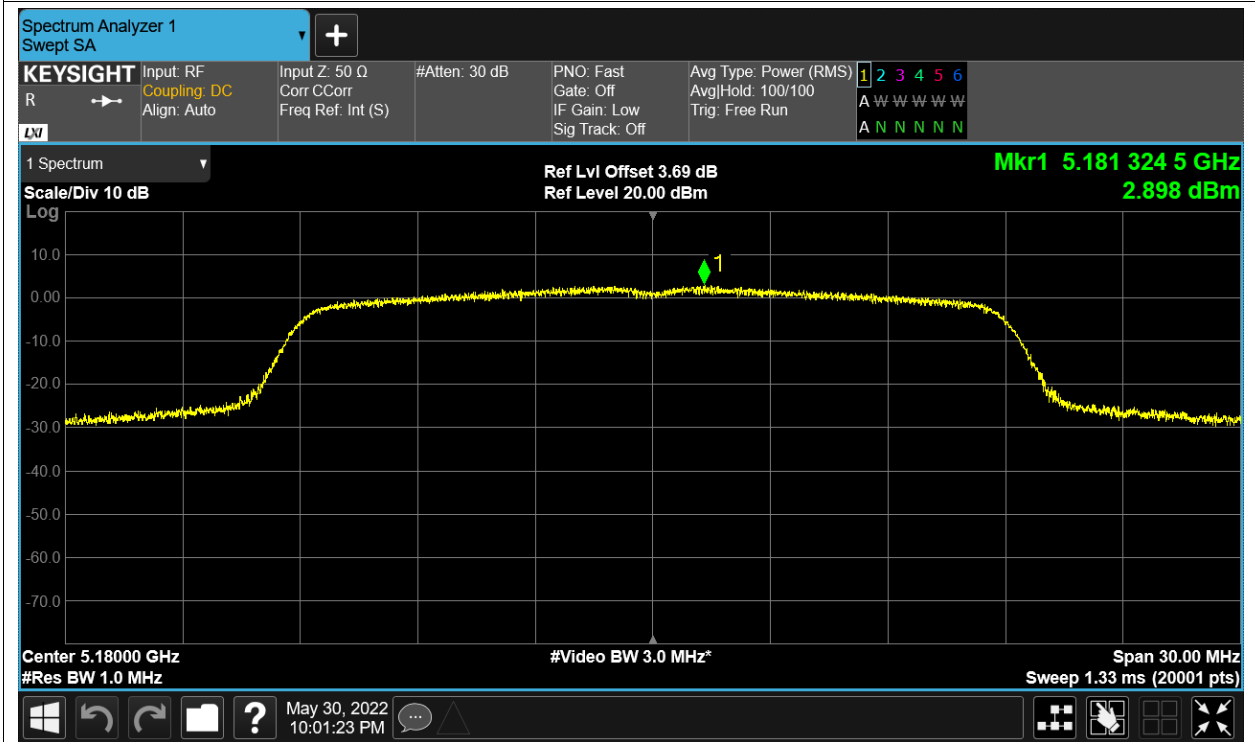 Spectrum Analyzer 1
Swept SA
+
KEYSIGHT
R
LXI
Input: RF
Coupling: DC
Align: Auto
Input Z: 50 Ω
Corr CCorr
Freq Ref: Int (S)
#Atten: 30 dB
PNO: Fast
Gate: Off
IF Gain: Low
Sig Track: Off
Avg Type: Power (RMS)
Avg|Hold: 100/100
Trig: Free Run
1 2 3 4 5 6
A W W W W W
A N N N N N
1 Spectrum
Scale/Div 10 dB
Log
Ref Lvl Offset 3.69 dB
Ref Level 20.00 dBm
Mkr1 5.181 324 5 GHz
2.898 dBm
1
10.0
0.00
-10.0
-20.0
-30.0
-40.0
-50.0
-60.0
-70.0
Center 5.18000 GHz
#Res BW 1.0 MHz
#Video BW 3.0 MHz*
Span 30.00 MHz
Sweep 1.33 ms (20001 pts)
?
May 30, 2022
10:01:23 PM